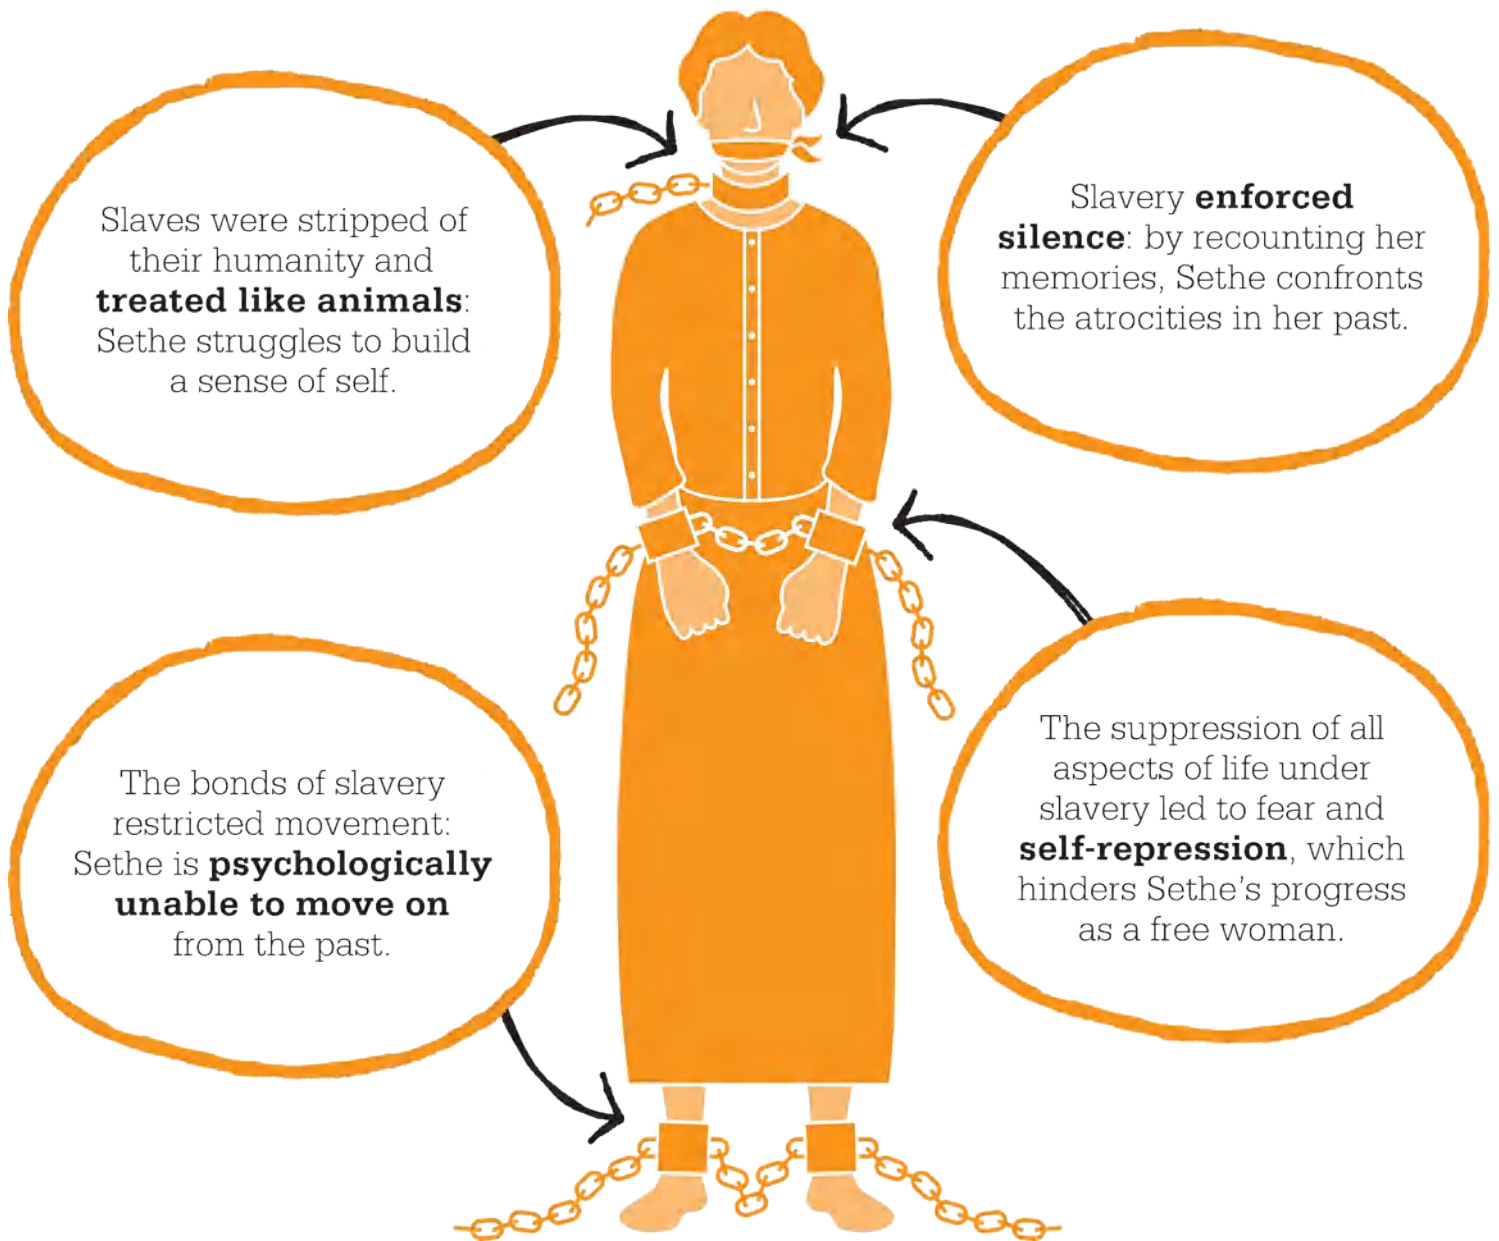 Slaves were stripped of
their humanity and
treated like animals:
Sethe struggles to build
a sense of self.
Slavery enforced
silence: by recounting her
memories, Sethe confronts
the atrocities in her past.
The bonds of slavery
restricted movement:
Sethe is psychologically
unable to move on
from the past.
The suppression of all
aspects of life under
slavery led to fear and
self-repression, which
hinders Sethe’s progress
as a free woman.